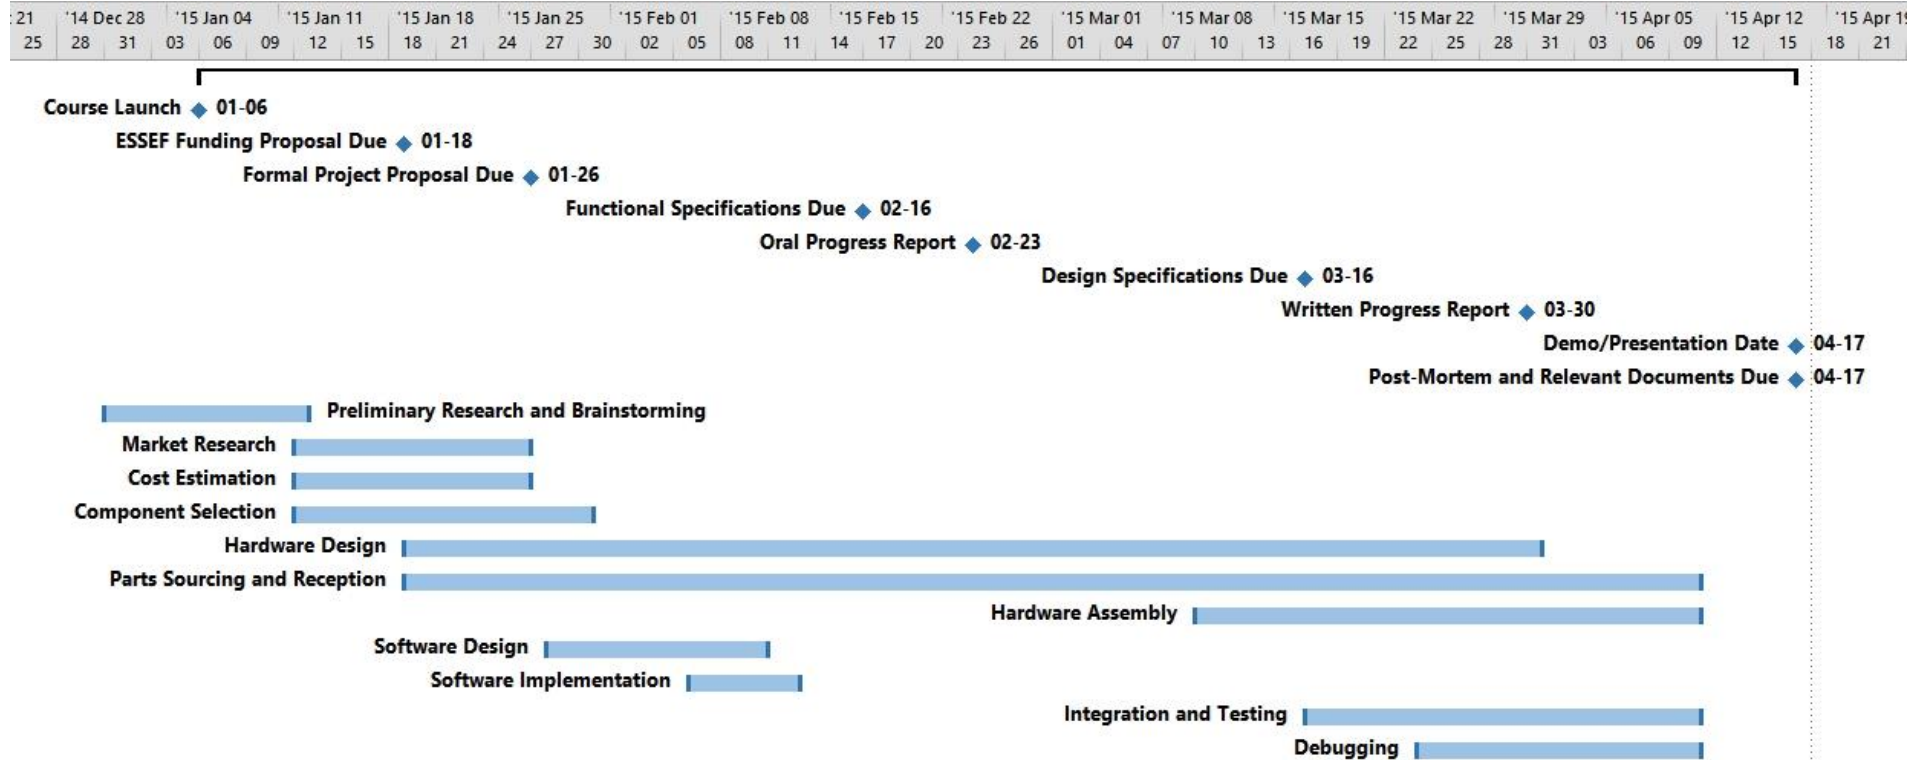 : 21 '14 Dec 28 '15 Jan 04 '15 Jan 11 '15 Jan 18 '15 Jan 25 '15 Feb 01 '15 Feb 08 '15 Feb 15 '15 Feb 22 '15 Mar 01 '15 Mar 08 '15 Mar 15 '15 Mar 22 '15 Mar 29 '15 Apr 05 '15 Apr 12 '15 Apr 19
25 28 31 03 06 09 12 15 18 21 24 27 30 02 05 08 11 14 17 20 23 26 01 04 07 10 13 16 19 22 25 28 31 03 06 09 12 15 18 21
Course Launch 01-06
ESSEF Funding Proposal Due 01-18
Formal Project Proposal Due 01-26
Functional Specifications Due 02-16
Oral Progress Report 02-23
Design Specifications Due 03-16
Written Progress Report 03-30
Demo/Presentation Date 04-17
Post-Mortem and Relevant Documents Due 04-17
Preliminary Research and Brainstorming
Market Research
Cost Estimation
Component Selection
Hardware Design
Parts Sourcing and Reception
Hardware Assembly
Software Design
Software Implementation
Integration and Testing
Debugging